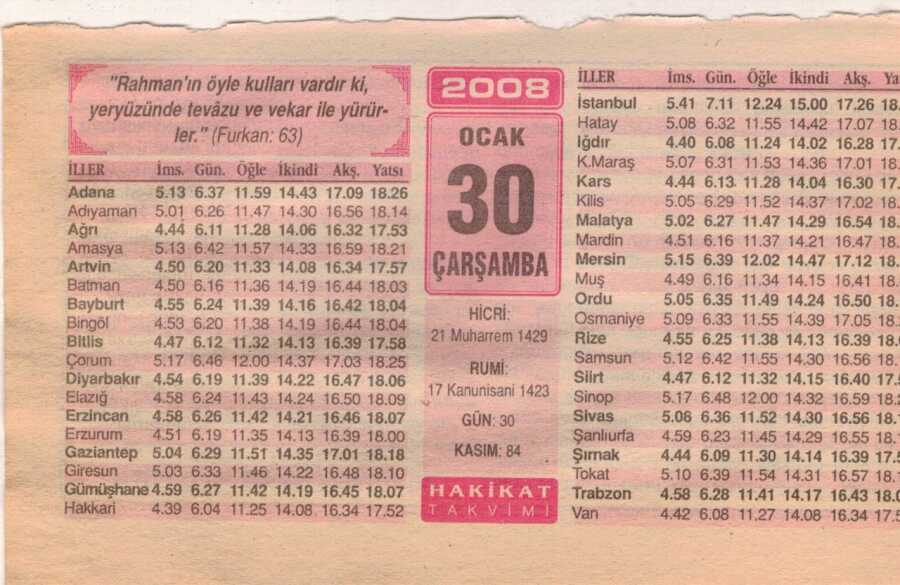 "Rahman'ın öyle kulları vardır ki,
yeryüzünde tevâzu ve vekar ile yürür-
ler." (Furkan: 63)
İLLER İms. Gün. Öğle İkindi Akş. Yatsı
Adana 5.13 6.37 11.59 14.43 17.09 18.26
Adıyaman 5.01 6.26 11.47 14.30 16.56 18.14
Ağrı 4.44 6.11 11.28 14.06 16.32 17.53
Amasya 5.13 6.42 11.57 14.33 16.59 18.21
Artvin 4.50 6.20 11.33 14.08 16.34 17.57
Batman 4.50 6.16 11.36 14.19 16.44 18.03
Bayburt 4.55 6.24 11.39 14.16 16.42 18.04
Bingöl 4.53 6.20 11.38 14.19 16.44 18.04
Bitlis 4.47 6.12 11.32 14.13 16.39 17.58
Çorum 5.17 6.46 12.00 14.37 17.03 18.25
Diyarbakır 4.54 6.19 11.39 14.22 16.47 18.06
Elazığ 4.58 6.24 11.43 14.24 16.50 18.09
Erzincan 4.58 6.26 11.42 14.21 16.46 18.07
Erzurum 4.51 6.19 11.35 14.13 16.39 18.00
Gaziantep 5.04 6.29 11.51 14.35 17.01 18.18
Giresun 5.03 6.33 11.46 14.22 16.48 18.10
Gümüşhane 4.59 6.27 11.42 14.19 16.45 18.07
Hakkari 4.39 6.04 11.25 14.08 16.34 17.52
2008
OCAK
30
ÇARŞAMBA
HİCRİ:
21 Muharrem 1429
RUMİ:
17 Kanunisani 1423
GÜN: 30
KASIM: 84
HAKİKAT
TAKVİMİ
İLLER İms. Gün. Öğle İkindi Akş. Ya
İstanbul 5.41 7.11 12.24 15.00 17.26 18.
Hatay 5.08 6.32 11.55 14.42 17.07 18.
Iğdır 4.40 6.08 11.24 14.02 16.28 17.
K.Maraş 5.07 6.31 11.53 14.36 17.01 18.
Kars 4.44 6.13 11.28 14.04 16.30 17.
Kilis 5.05 6.29 11.52 14.37 17.02 18.
Malatya 5.02 6.27 11.47 14.29 16.54 18.
Mardin 4.51 6.16 11.37 14.21 16.47 18.
Mersin 5.15 6.39 12.02 14.47 17.12 18.
Muş 4.49 6.16 11.34 14.15 16.41 18.
Ordu 5.05 6.35 11.49 14.24 16.50 18.
Osmaniye 5.09 6.33 11.55 14.39 17.05 18.
Rize 4.55 6.25 11.38 14.13 16.39 18.
Samsun 5.12 6.42 11.55 14.30 16.56 18.
Siirt 4.47 6.12 11.32 14.15 16.40 17.
Sinop 5.17 6.48 12.00 14.32 16.59 18.
Sivas 5.06 6.36 11.52 14.30 16.56 18.
Şanlıurfa 4.59 6.23 11.45 14.29 16.55 18.
Şırnak 4.44 6.09 11.30 14.14 16.39 17.
Tokat 5.10 6.39 11.54 14.31 16.57 18.
Trabzon 4.58 6.28 11.41 14.17 16.43 18.
Van 4.42 6.08 11.27 14.08 16.34 17.